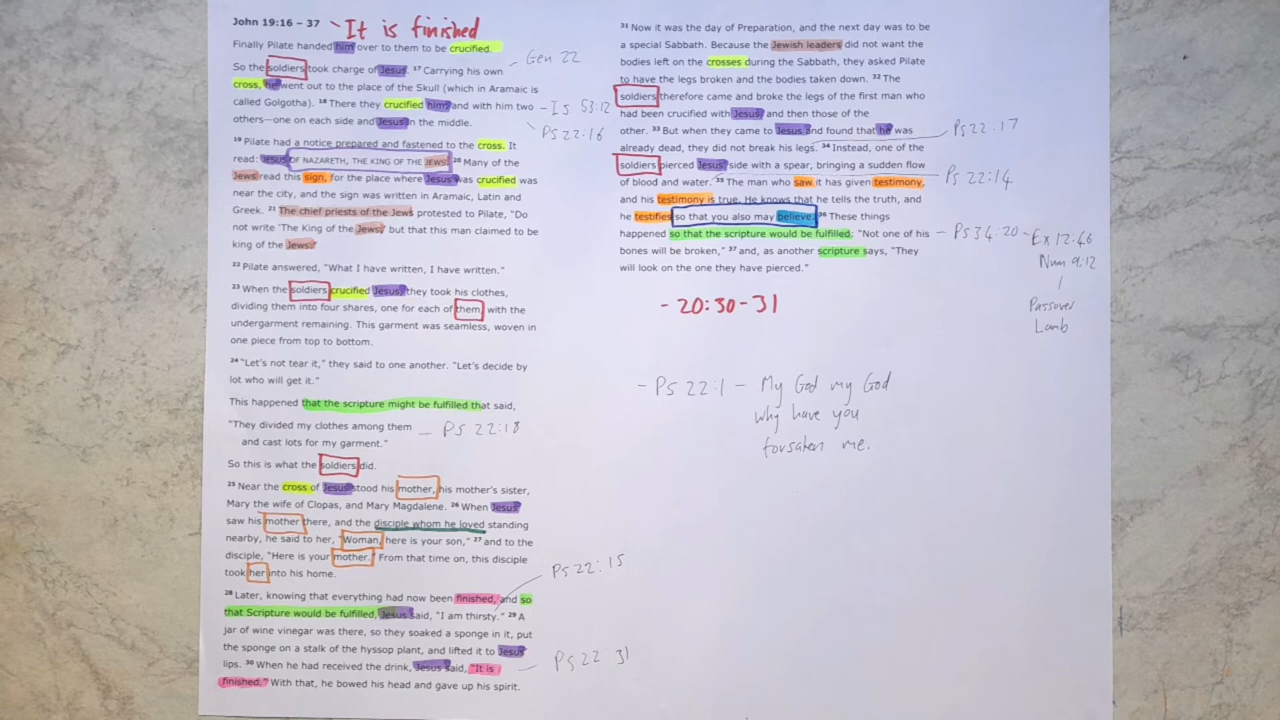 John 19:16 – 37 ~ It is finished
Finally Pilate handed him over to them to be crucified.
So the soldiers took charge of Jesus. 17 Carrying his own
cross, he went out to the place of the Skull (which in Aramaic is
called Golgotha). 18 There they crucified him, and with him two
others—one on each side and Jesus in the middle.
Gen 22
- Is 53:12
Ps 22:16
19 Pilate had a notice prepared and fastened to the cross. It
read: JESUS OF NAZARETH, THE KING OF THE JEWS. 20 Many of the
Jews read this sign, for the place where Jesus was crucified was
near the city, and the sign was written in Aramaic, Latin and
Greek. 21 The chief priests of the Jews protested to Pilate, "Do
not write 'The King of the Jews,' but that this man claimed to be
king of the Jews."
22 Pilate answered, "What I have written, I have written."
23 When the soldiers crucified Jesus, they took his clothes,
dividing them into four shares, one for each of them, with the
undergarment remaining. This garment was seamless, woven in
one piece from top to bottom.
24 "Let's not tear it," they said to one another. "Let's decide by
lot who will get it."
This happened that the scripture might be fulfilled that said,
"They divided my clothes among them
and cast lots for my garment."
- Ps 22:18
So this is what the soldiers did.
25 Near the cross of Jesus stood his mother, his mother's sister,
Mary the wife of Clopas, and Mary Magdalene. 26 When Jesus
saw his mother there, and the disciple whom he loved standing
nearby, he said to her, "Woman, here is your son," 27 and to the
disciple, "Here is your mother." From that time on, this disciple
took her into his home.
Ps 22:15
28 Later, knowing that everything had now been finished, and so
that Scripture would be fulfilled, Jesus said, "I am thirsty." 29 A
jar of wine vinegar was there, so they soaked a sponge in it, put
the sponge on a stalk of the hyssop plant, and lifted it to Jesus'
lips. 30 When he had received the drink, Jesus said, "It is
finished." With that, he bowed his head and gave up his spirit.
Ps 22 31
31 Now it was the day of Preparation, and the next day was to be
a special Sabbath. Because the Jewish leaders did not want the
bodies left on the crosses during the Sabbath, they asked Pilate
to have the legs broken and the bodies taken down. 32 The
soldiers therefore came and broke the legs of the first man who
had been crucified with Jesus, and then those of the
other. 33 But when they came to Jesus and found that he was
already dead, they did not break his legs. 34 Instead, one of the
soldiers pierced Jesus' side with a spear, bringing a sudden flow
of blood and water. 35 The man who saw it has given testimony,
and his testimony is true. He knows that he tells the truth, and
he testifies so that you also may believe. 36 These things
happened so that the scripture would be fulfilled: "Not one of his
bones will be broken," 37 and, as another scripture says, "They
will look on the one they have pierced."
Ps 22:17
Ps 22:14
- Ps 34:20 - Ex 12:46
Num 9:12
/
Passover
Lamb
- 20:30-31
- Ps 22:1 - My God my God
why have you
forsaken me.